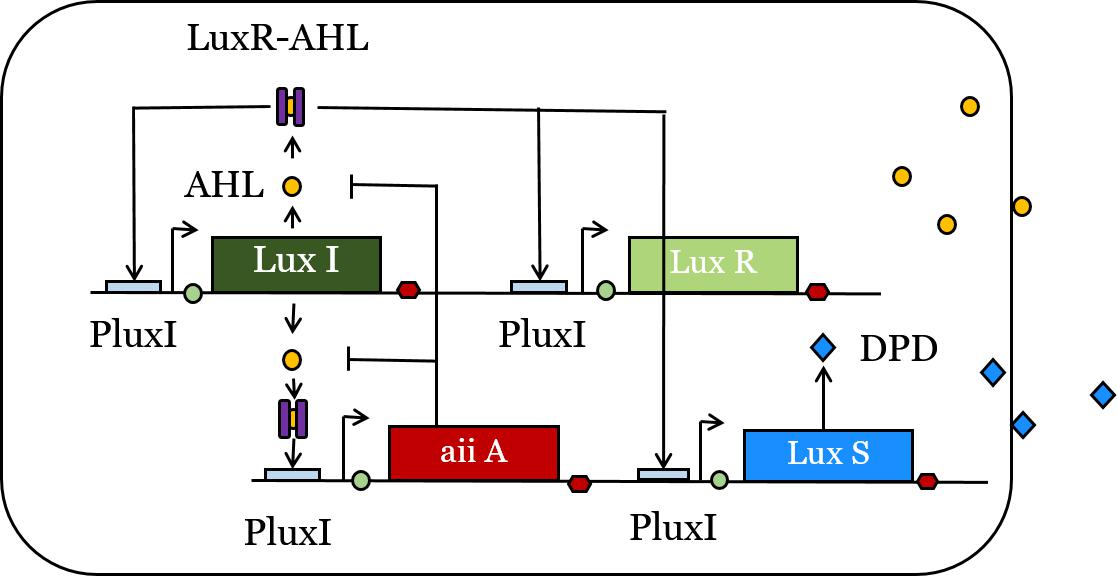 LuxR-AHL
AHL
Lux I
Lux R
PluxI
PluxI
DPD
aii A
Lux S
PluxI
PluxI